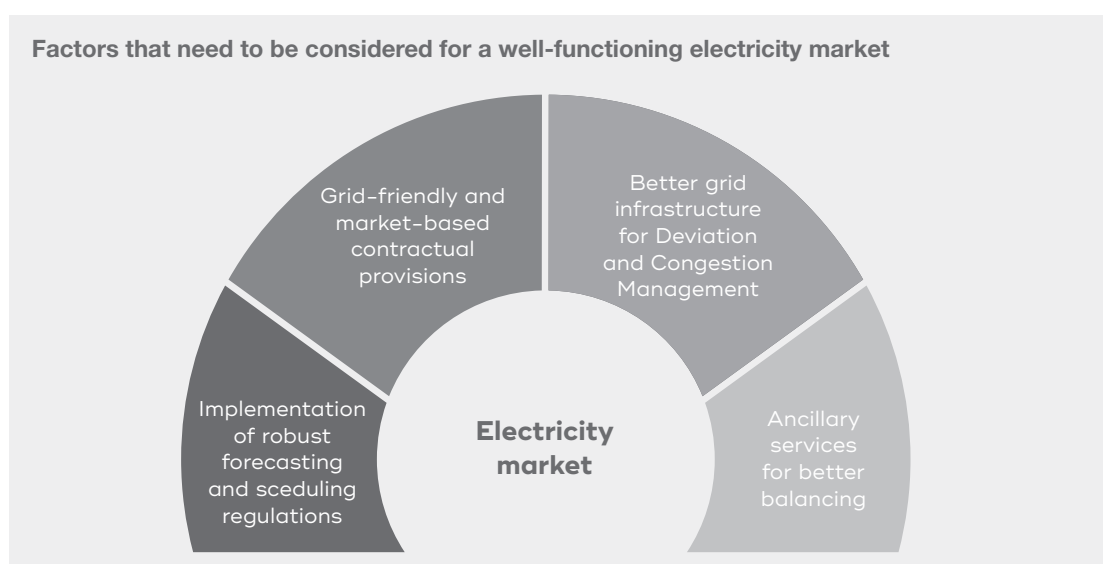 Factors that need to be considered for a well-functioning electricity market
Grid-friendly and
market-based
contractual
provisions
Better grid
infrastructure
for Deviation
and Congestion
Management
Implementation
of robust
forecasting
and sceduling
regulations
Electricity
market
Ancillary
services
for better
balancing